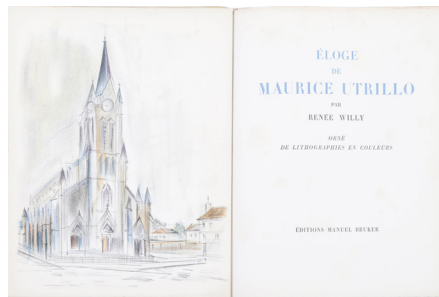 ÉLOGE
DE
MAURICE UTRILLO
PAR
RENÉE WILLY
ORNÉ
DE LITHOGRAPHIES EN COULEURS
ÉDITIONS MANUEL BRUKER